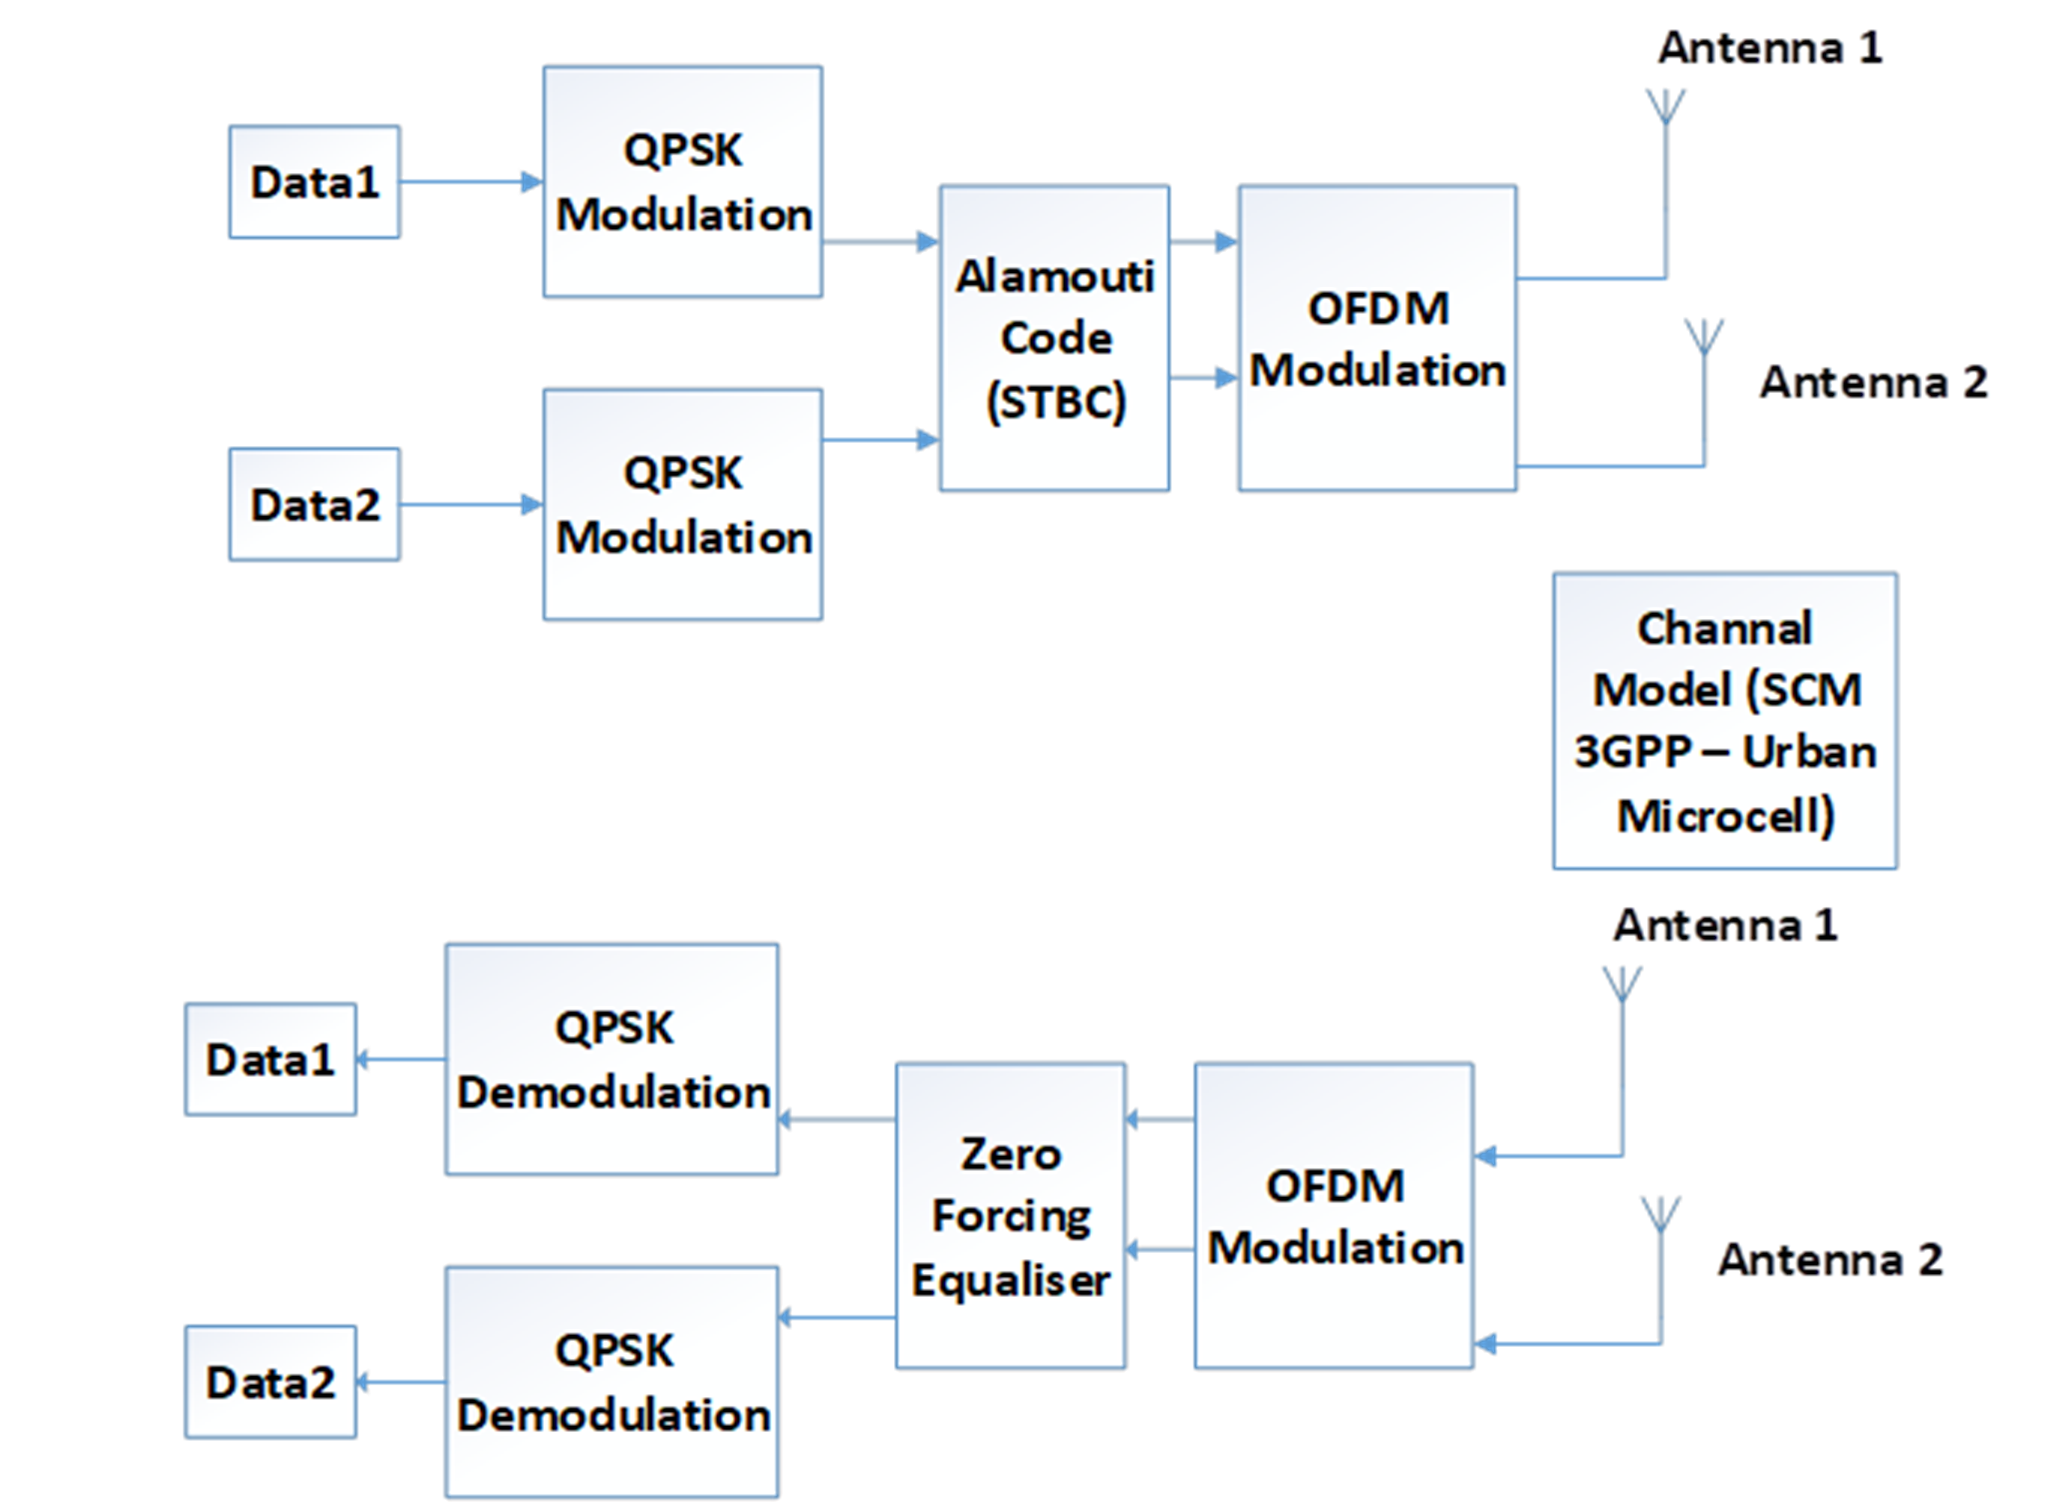 Antenna 1
Data1
QPSK
Modulation
Alamouti
Code
(STBC)
OFDM
Modulation
Antenna 2
Data2
QPSK
Modulation
Channal
Model (SCM
3GPP – Urban
Microcell)
Antenna 1
Data1
QPSK
Demodulation
Zero
Forcing
Equaliser
OFDM
Modulation
Antenna 2
Data2
QPSK
Demodulation